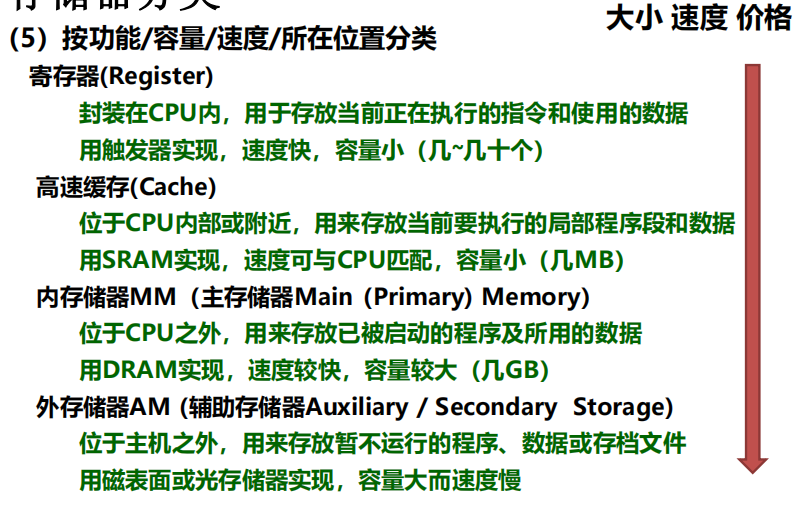 存储器分类
大小 速度 价格
（5）按功能/容量/速度/所在位置分类
寄存器(Register)
封装在CPU内，用于存放当前正在执行的指令和使用的数据
用触发器实现，速度快，容量小（几~几十个）
高速缓存(Cache)
位于CPU内部或附近，用来存放当前要执行的局部程序段和数据
用SRAM实现，速度可与CPU匹配，容量小（几MB）
内存储器MM（主存储器Main (Primary) Memory）
位于CPU之外，用来存放已被启动的程序及所用的数据
用DRAM实现，速度较快，容量较大（几GB）
外存储器AM (辅助存储器Auxiliary / Secondary Storage)
位于主机之外，用来存放暂不运行的程序、数据或存档文件
用磁表面或光存储器实现，容量大而速度慢